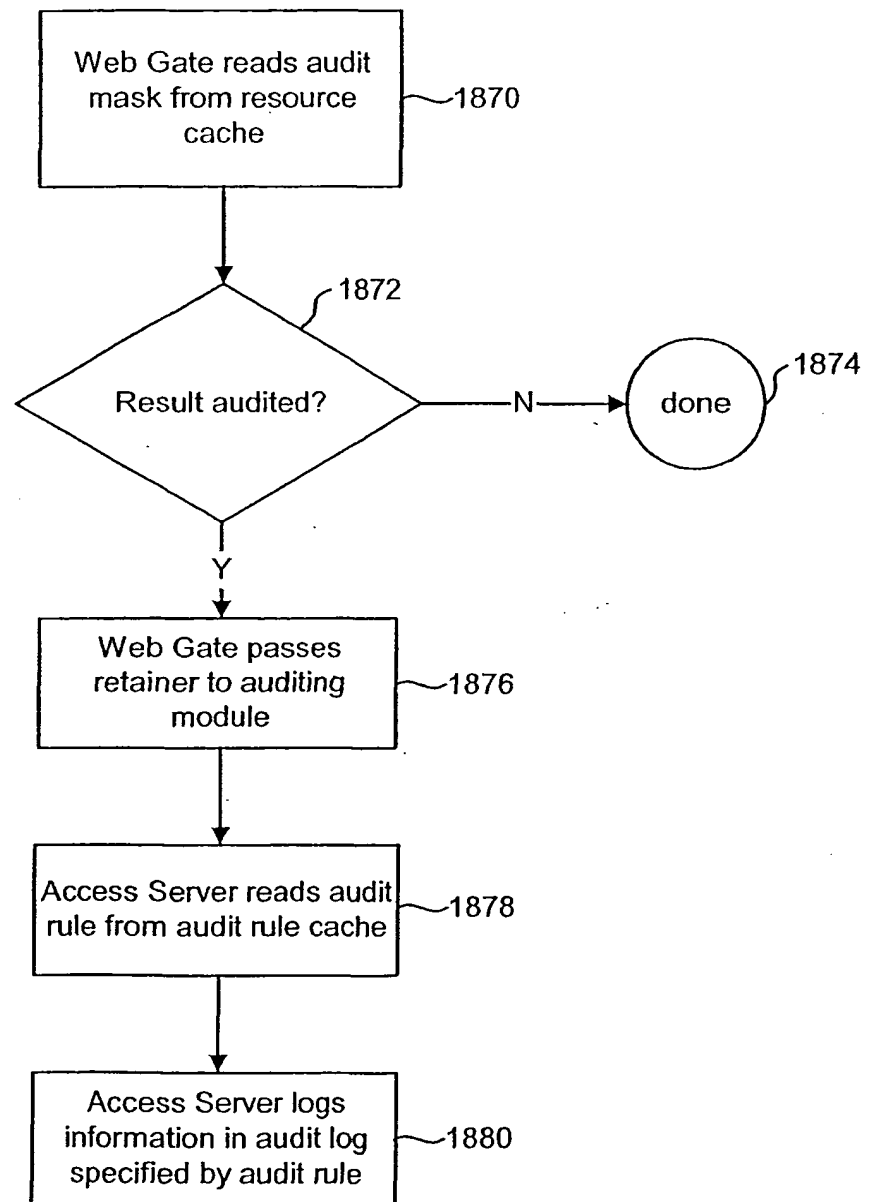 Web Gate reads audit
mask from resource
cache
1870
1872
Result audited?
N
done
1874
Y
Web Gate passes
retainer to auditing
module
1876
Access Server reads audit
rule from audit rule cache
1878
Access Server logs
information in audit log
specified by audit rule
1880